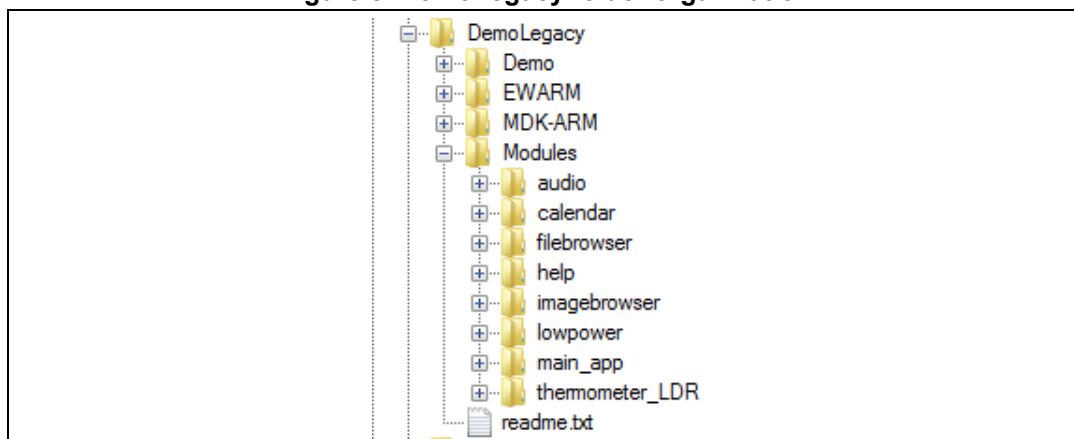 DemoLegacy
Demo
EWARM
MDK-ARM
Modules
audio
calendar
filebrowser
help
imagebrowser
lowpower
main_app
thermometer_LDR
readme.txt